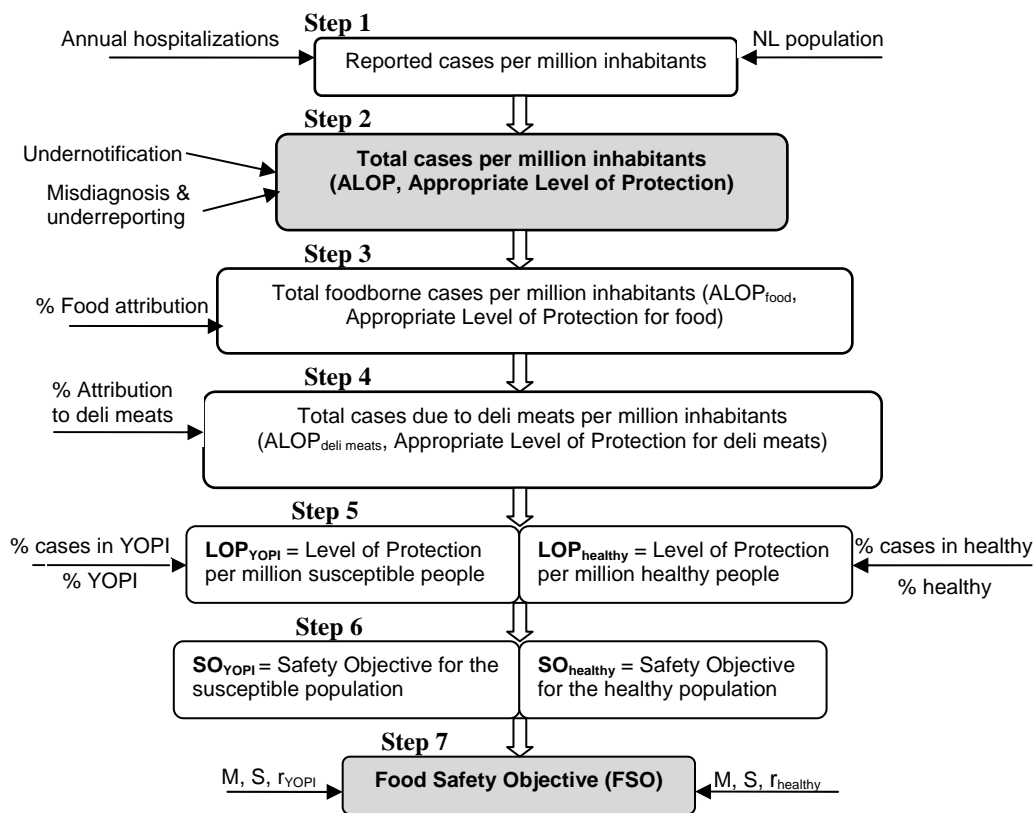 Step 1
Annual hospitalizations
NL population
Reported cases per million inhabitants
Step 2
Undernotification
Misdiagnosis &
underreporting
Total cases per million inhabitants
(ALOP, Appropriate Level of Protection)
Step 3
% Food attribution
Total foodborne cases per million inhabitants (ALOPfood,
Appropriate Level of Protection for food)
Step 4
% Attribution
to deli meats
Total cases due to deli meats per million inhabitants
(ALOPdeli meats, Appropriate Level of Protection for deli meats)
Step 5
% cases in YOPI
% YOPI
LOPYOPI = Level of Protection
per million susceptible people
LOPhealthy = Level of Protection
per million healthy people
% cases in healthy
% healthy
Step 6
SOYOPI = Safety Objective for the
susceptible population
SOhealthy = Safety Objective
for the healthy population
Step 7
M, S, rYOPI
Food Safety Objective (FSO)
M, S, rhealthy